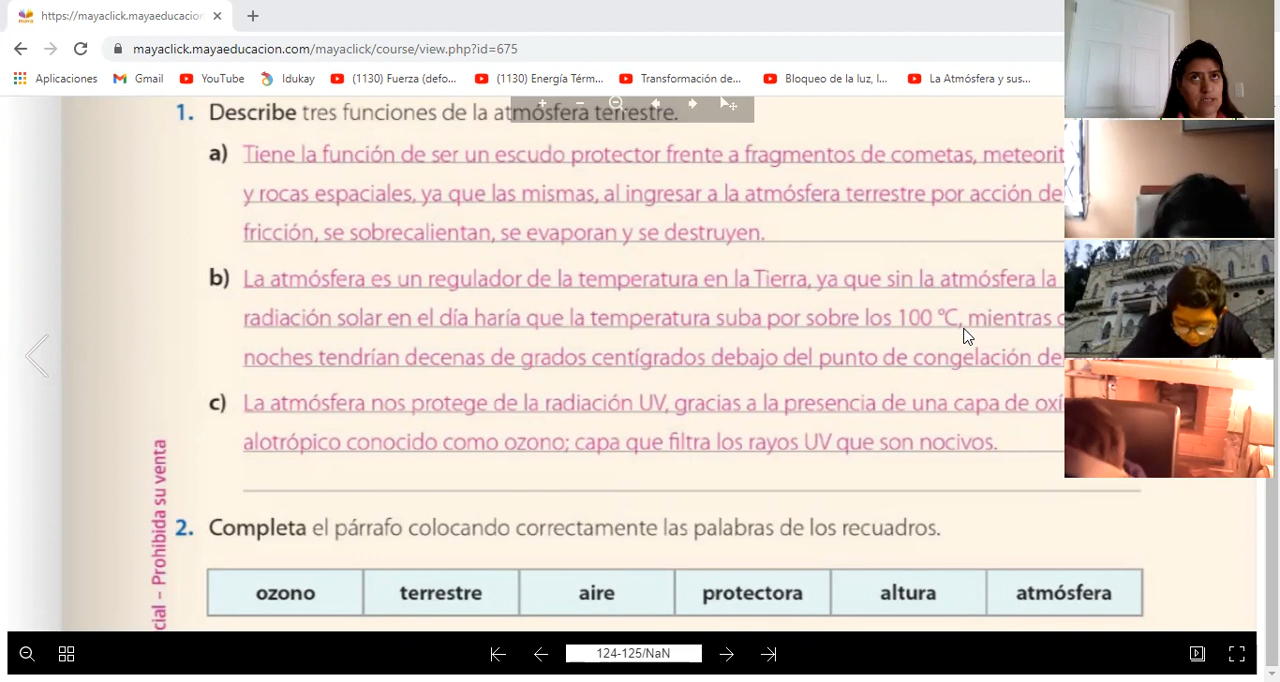 https://mayaclick.mayaeducacion
mayaclick.mayaeducacion.com/mayaclick/course/view.php?id=675
Aplicaciones Gmail YouTube Idukay (1130) Fuerza (defo... (1130) Energía Térm... Transformación de... Bloqueo de la luz, l... La Atmósfera y sus...
1. Describe tres funciones de la atmósfera terrestre.
a) Tiene la función de ser un escudo protector frente a fragmentos de cometas, meteorit
y rocas espaciales, ya que las mismas, al ingresar a la atmósfera terrestre por acción de
fricción, se sobrecalientan, se evaporan y se destruyen.
b) La atmósfera es un regulador de la temperatura en la Tierra, ya que sin la atmósfera la
radiación solar en el día haría que la temperatura suba por sobre los 100 °C, mientras
noches tendrían decenas de grados centígrados debajo del punto de congelación de
c) La atmósfera nos protege de la radiación UV, gracias a la presencia de una capa de oxí
alotrópico conocido como ozono; capa que filtra los rayos UV que son nocivos.
cial – Prohibida su venta
2. Completa el párrafo colocando correctamente las palabras de los recuadros.
ozono terrestre aire protectora altura atmósfera
124-125/NaN